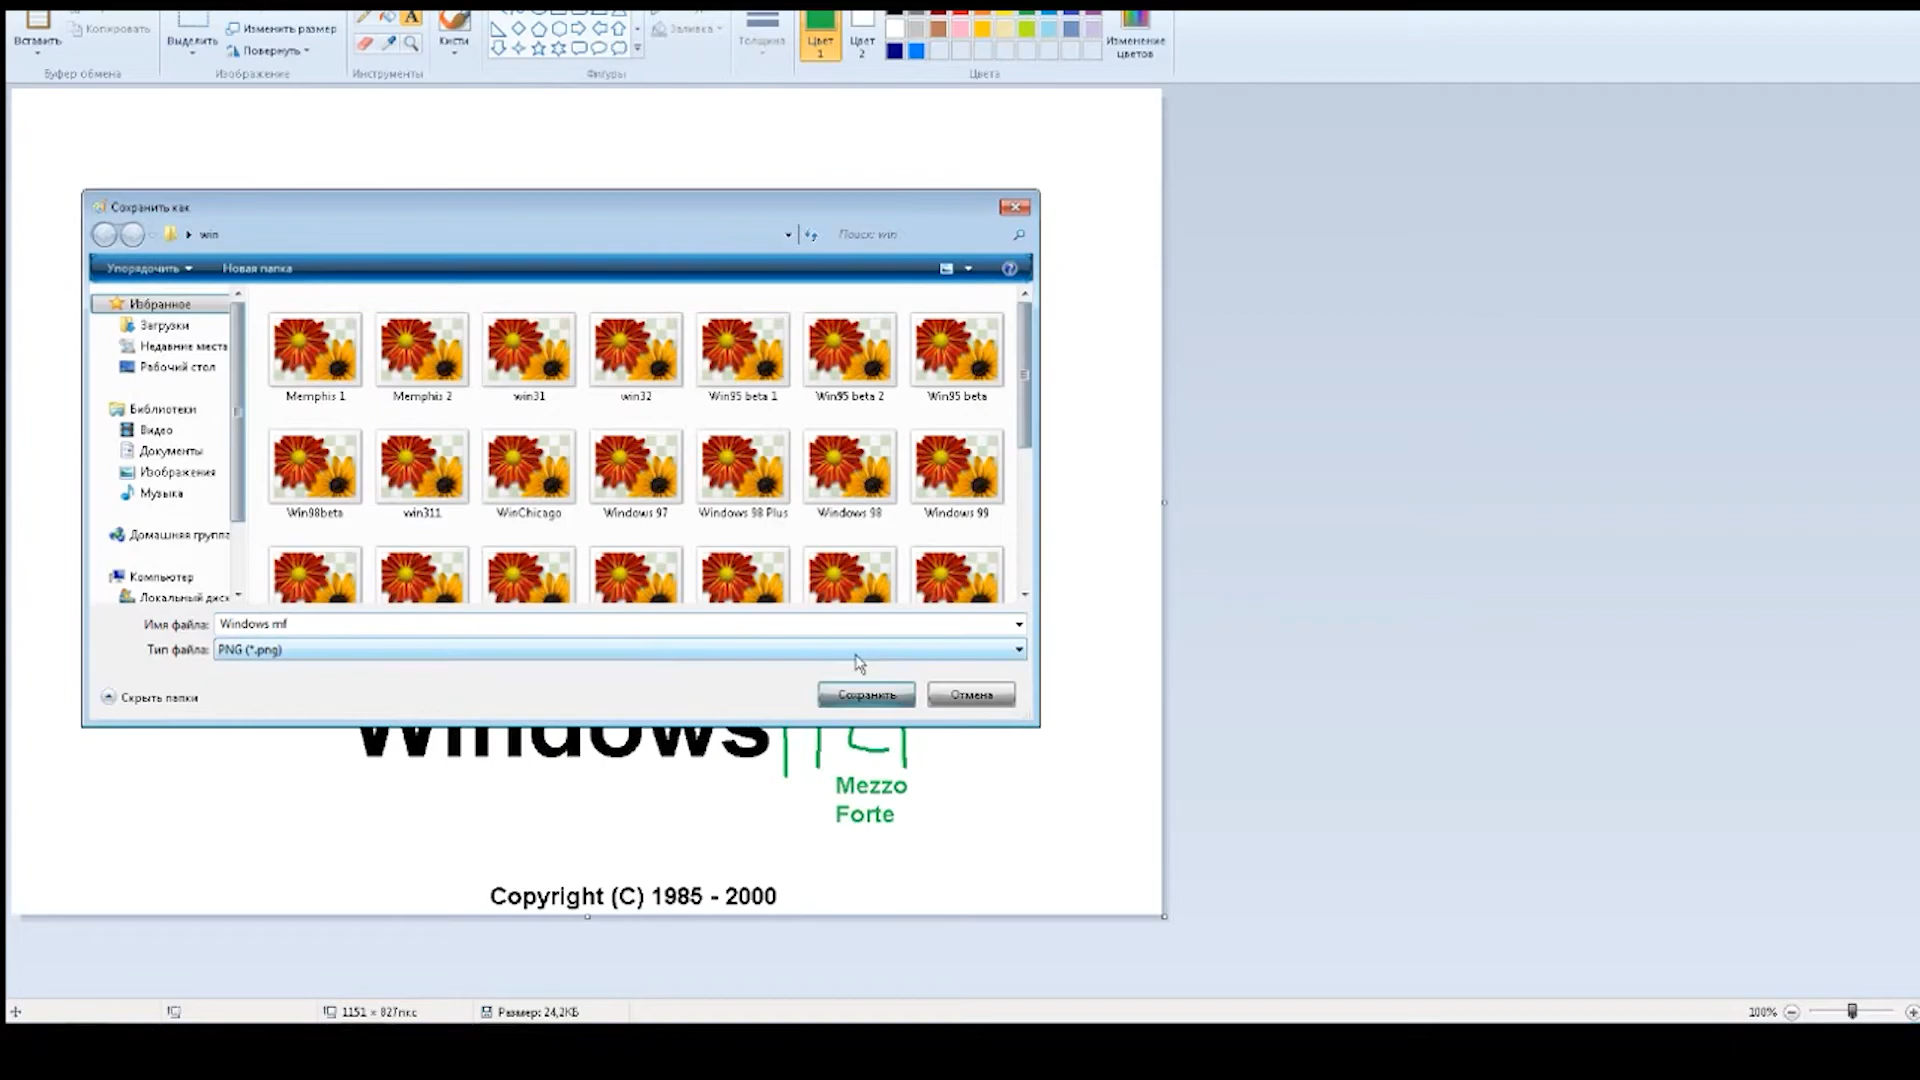 Вставить
Копировать
Выделить
Изменить размер
Повернуть
Кисти
Заливка
Толщина
Цвет 1
Цвет 2
Изменение цветов
Буфер обмена
Изображение
Инструменты
Фигуры
Цвета
Сохранить как
win
Поиск: win
Упорядочить
Новая папка
Избранное
Загрузки
Недавние места
Рабочий стол
Библиотеки
Видео
Документы
Изображения
Музыка
Домашняя группа
Компьютер
Локальный диск
Memphis 1
Memphis 2
win31
win32
Win95 beta 1
Win95 beta 2
Win95 beta
Win98beta
win311
WinChicago
Windows 97
Windows 98 Plus
Windows 98
Windows 99
Имя файла:
Windows mf
Тип файла:
PNG (*.png)
Скрыть папки
Сохранить
Отмена
Windows
Mezzo
Forte
Copyright (C) 1985 - 2000
1151 × 827пкс
Размер: 24,2КБ
100%